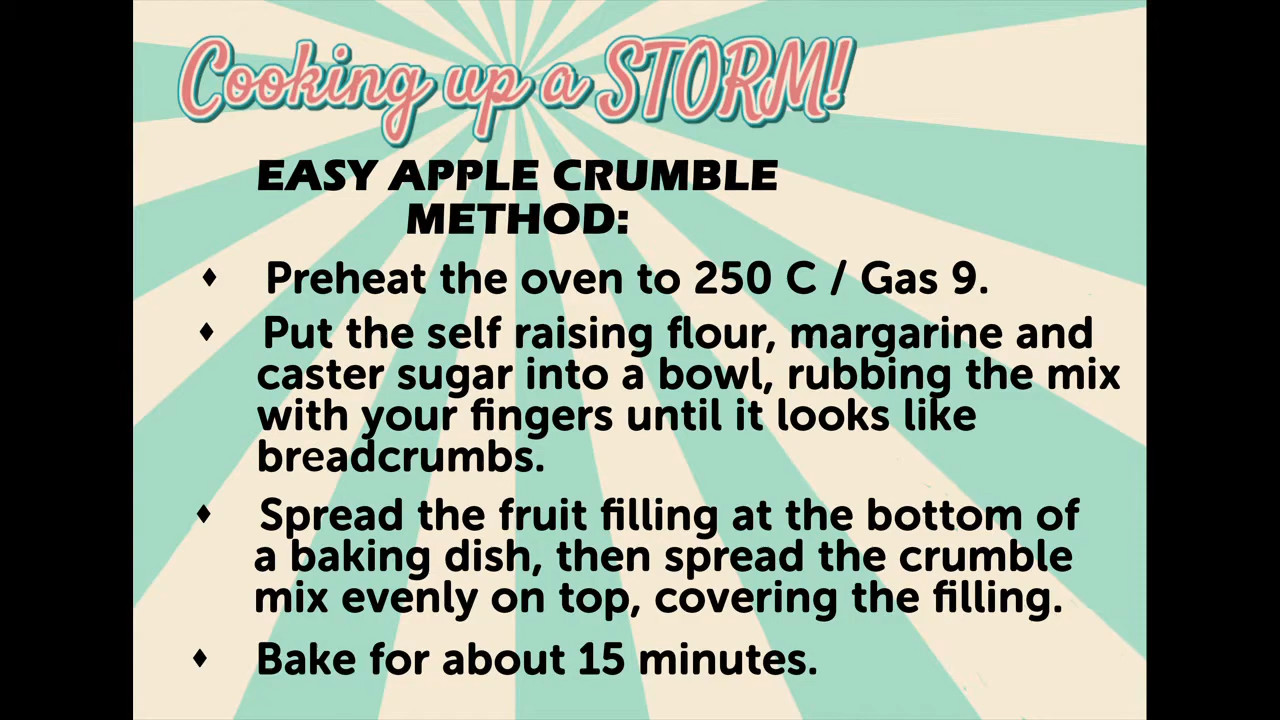 Cooking up a STORM!
EASY APPLE CRUMBLE
METHOD:
♦ Preheat the oven to 250 C / Gas 9.
♦ Put the self raising flour, margarine and
caster sugar into a bowl, rubbing the mix
with your fingers until it looks like
breadcrumbs.
♦ Spread the fruit filling at the bottom of
a baking dish, then spread the crumble
mix evenly on top, covering the filling.
♦ Bake for about 15 minutes.